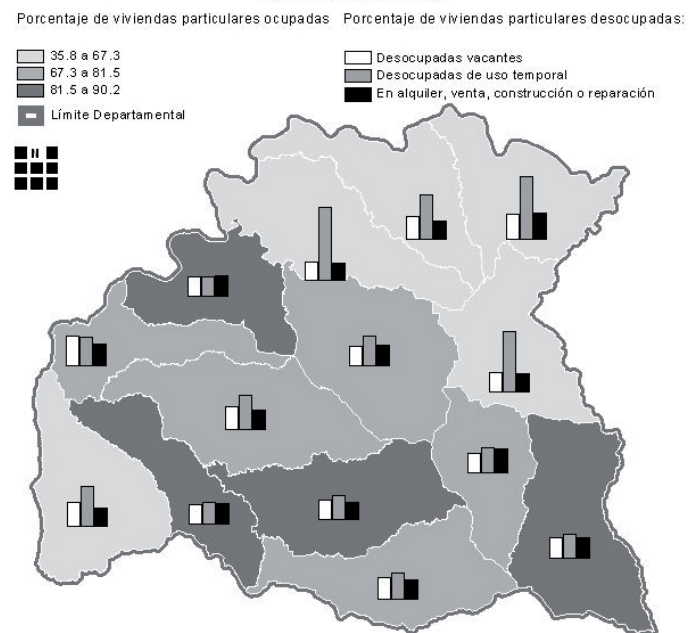 Porcentaje de viviendas particulares ocupadas
35.8 a 67.3
67.3 a 81.5
81.5 a 90.2
Límite Departamental
Porcentaje de viviendas particulares desocupadas:
Desocupadas vacantes
Desocupadas de uso temporal
En alquiler, venta, construcción o reparación